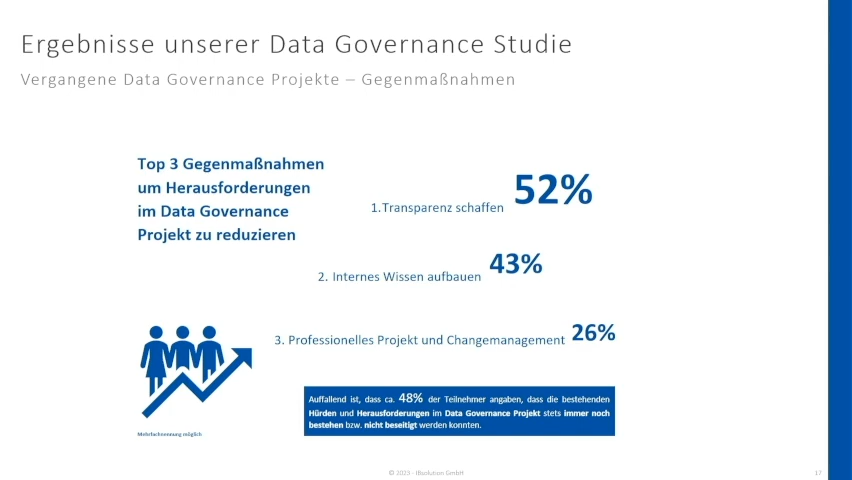 Ergebnisse unserer Data Governance Studie
Vergangene Data Governance Projekte – Gegenmaßnahmen
Top 3 Gegenmaßnahmen
um Herausforderungen
im Data Governance
Projekt zu reduzieren
1.Transparenz schaffen 52%
2. Internes Wissen aufbauen 43%
3. Professionelles Projekt und Changemanagement 26%
Auffallend ist, dass ca. 48% der Teilnehmer angaben, dass die bestehenden
Hürden und Herausforderungen im Data Governance Projekt stets immer noch
bestehen bzw. nicht beseitigt werden konnten.
Mehrfachnennung möglich
© 2023 - IBsolution GmbH
17